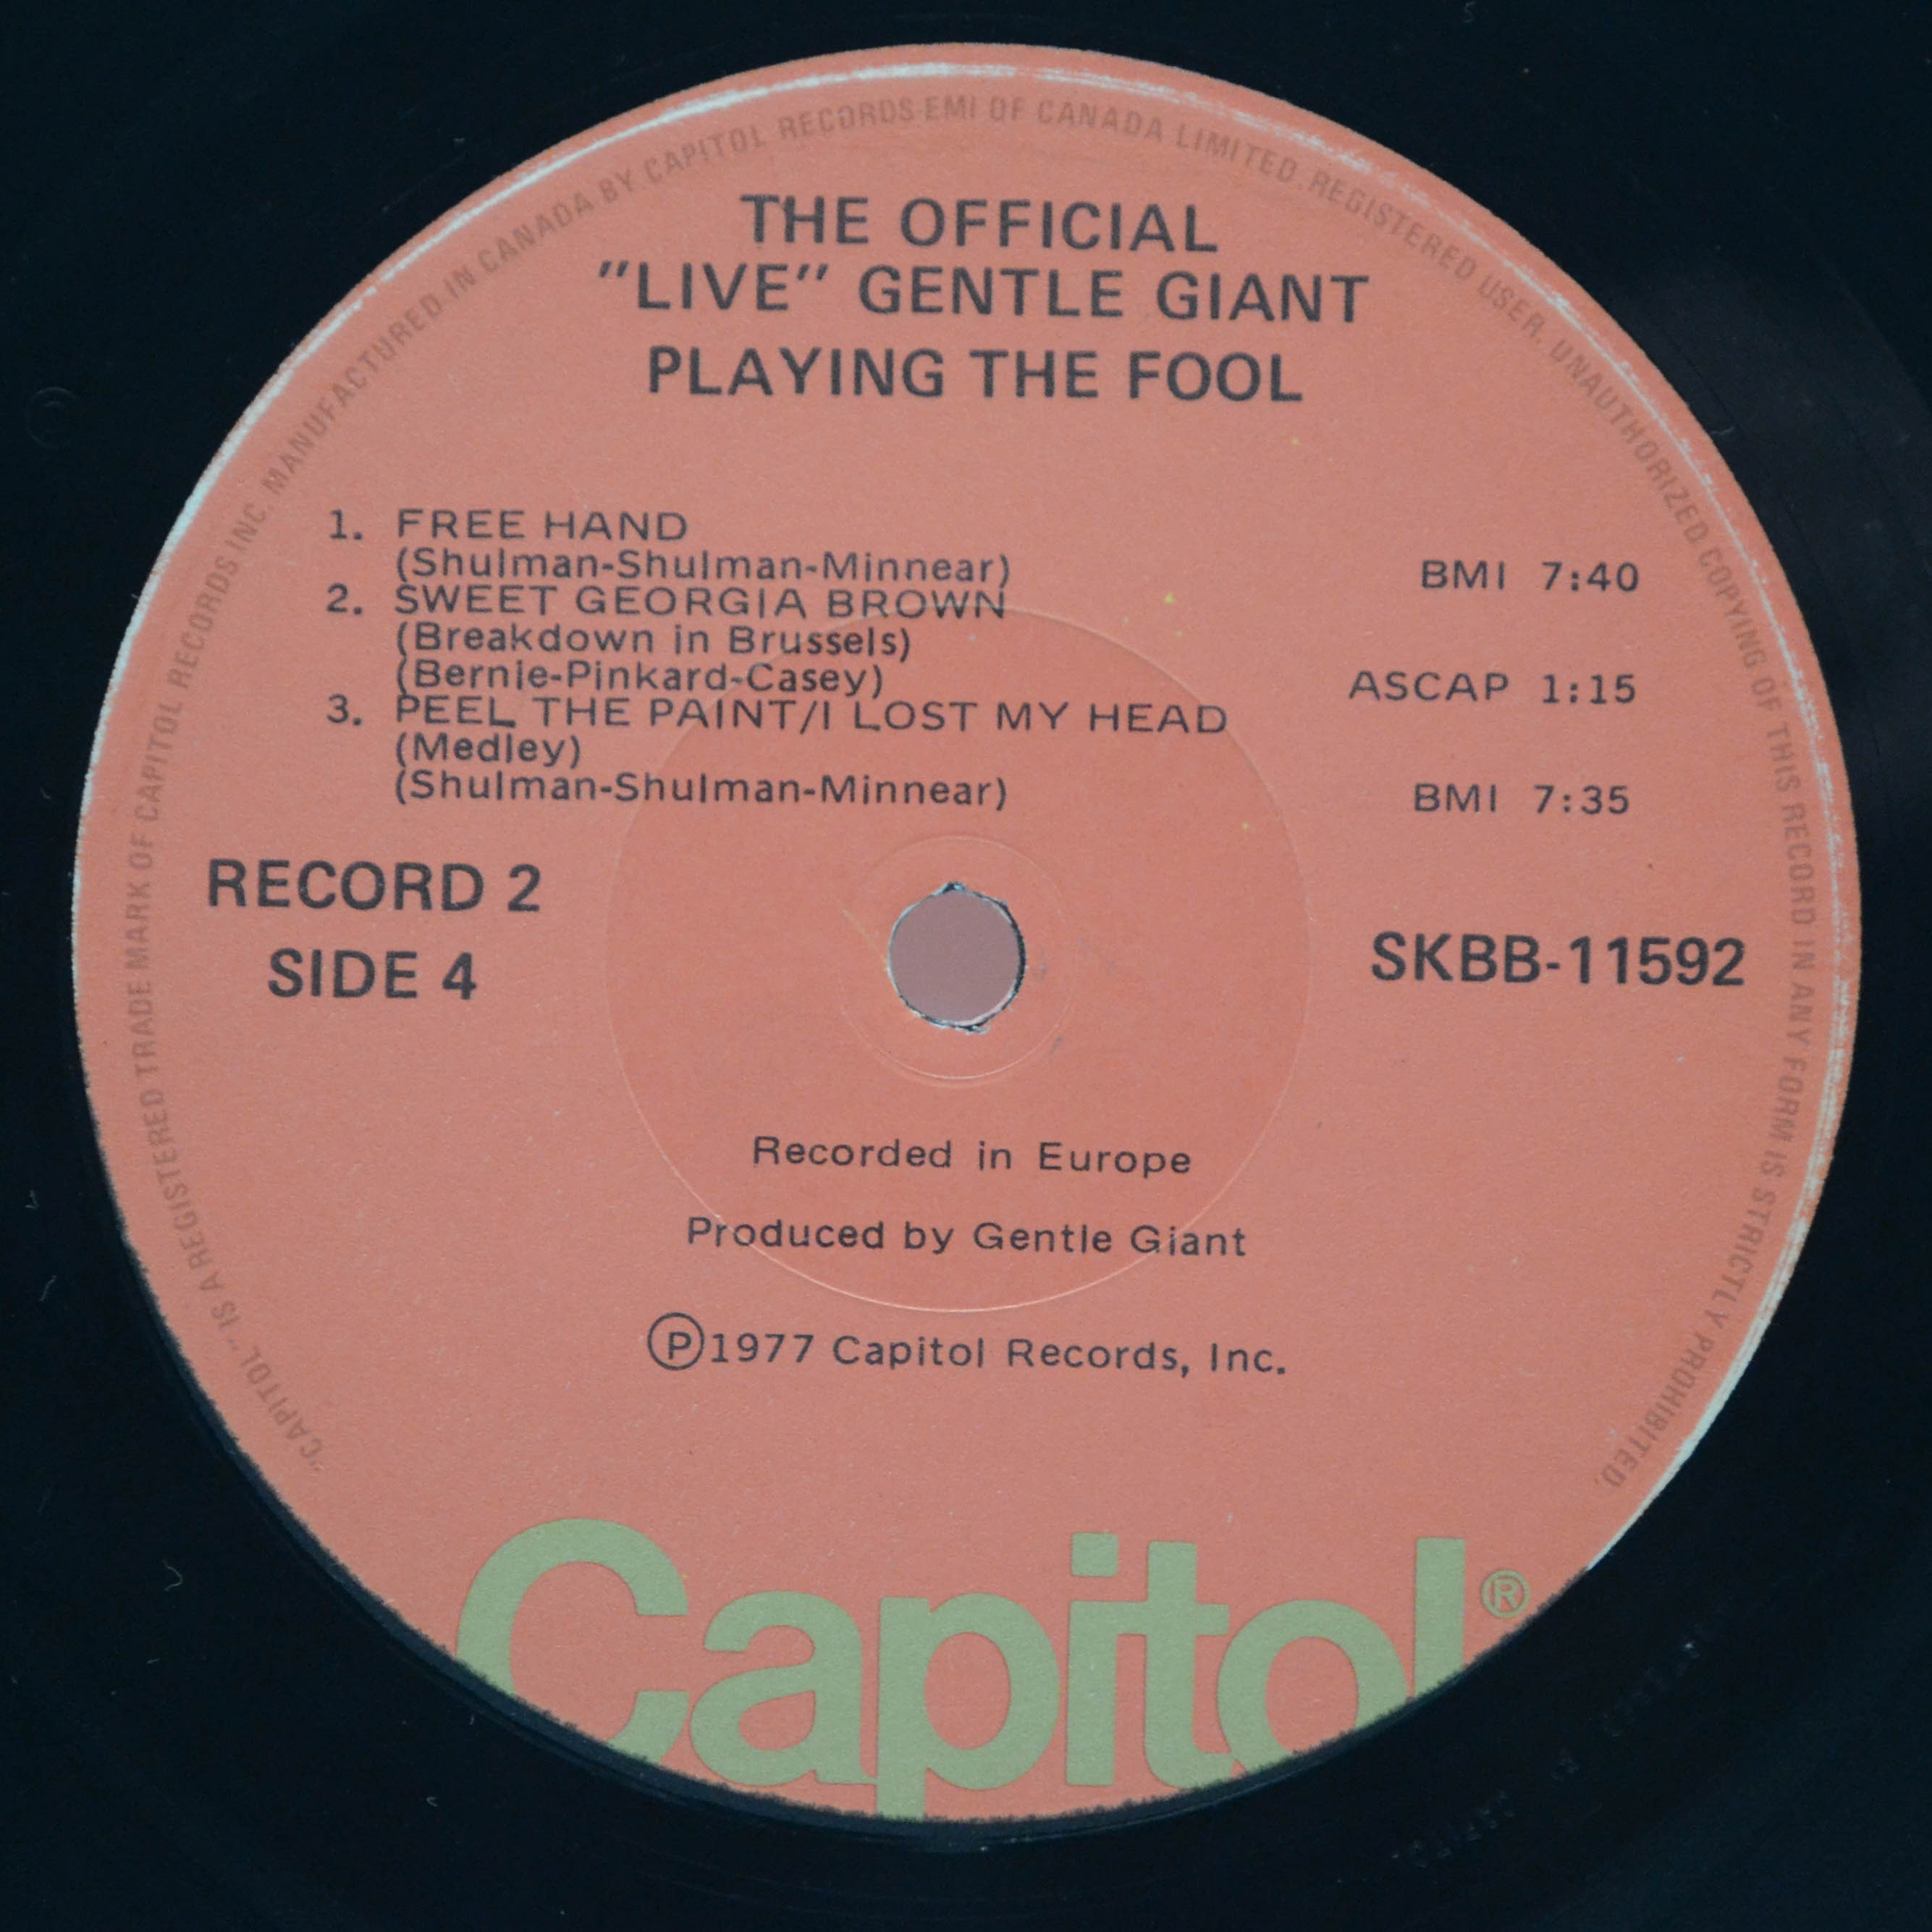 "CAPITOL" IS A REGISTERED TRADE MARK OF CAPITOL RECORDS INC. MANUFACTURED IN CANADA BY CAPITOL RECORDS-EMI OF CANADA LIMITED. REGISTERED USER. UNAUTHORIZED COPYING OF THIS RECORD IN ANY FORM IS STRICTLY PROHIBITED.
THE OFFICIAL
"LIVE" GENTLE GIANT
PLAYING THE FOOL
1. FREE HAND
(Shulman-Shulman-Minnear) BMI 7:40
2. SWEET GEORGIA BROWN
(Breakdown in Brussels)
(Bernie-Pinkard-Casey) ASCAP 1:15
3. PEEL THE PAINT/I LOST MY HEAD
(Medley)
(Shulman-Shulman-Minnear) BMI 7:35
RECORD 2
SIDE 4
SKBB-11592
Recorded in Europe
Produced by Gentle Giant
Ⓟ1977 Capitol Records, Inc.
Capitol®